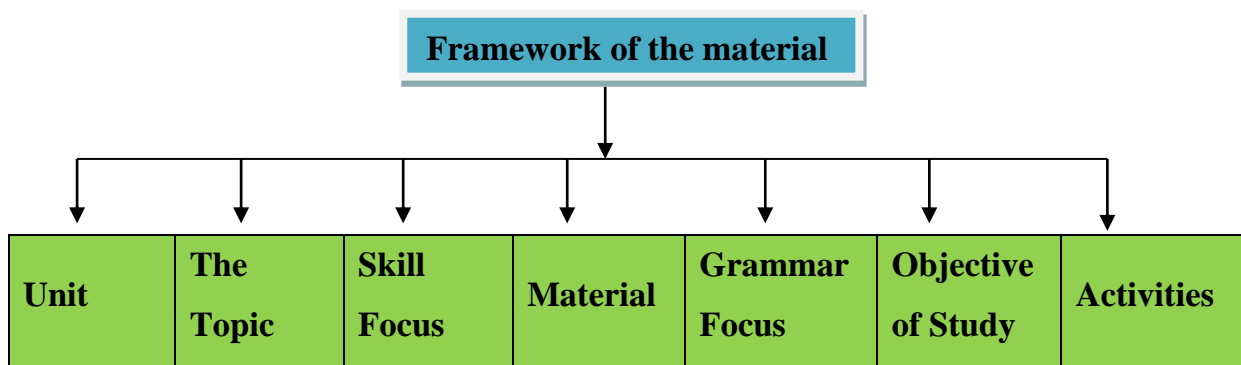 Framework of the material
Unit
The
Topic
Skill
Focus
Material
Grammar
Focus
Objective
of Study
Activities